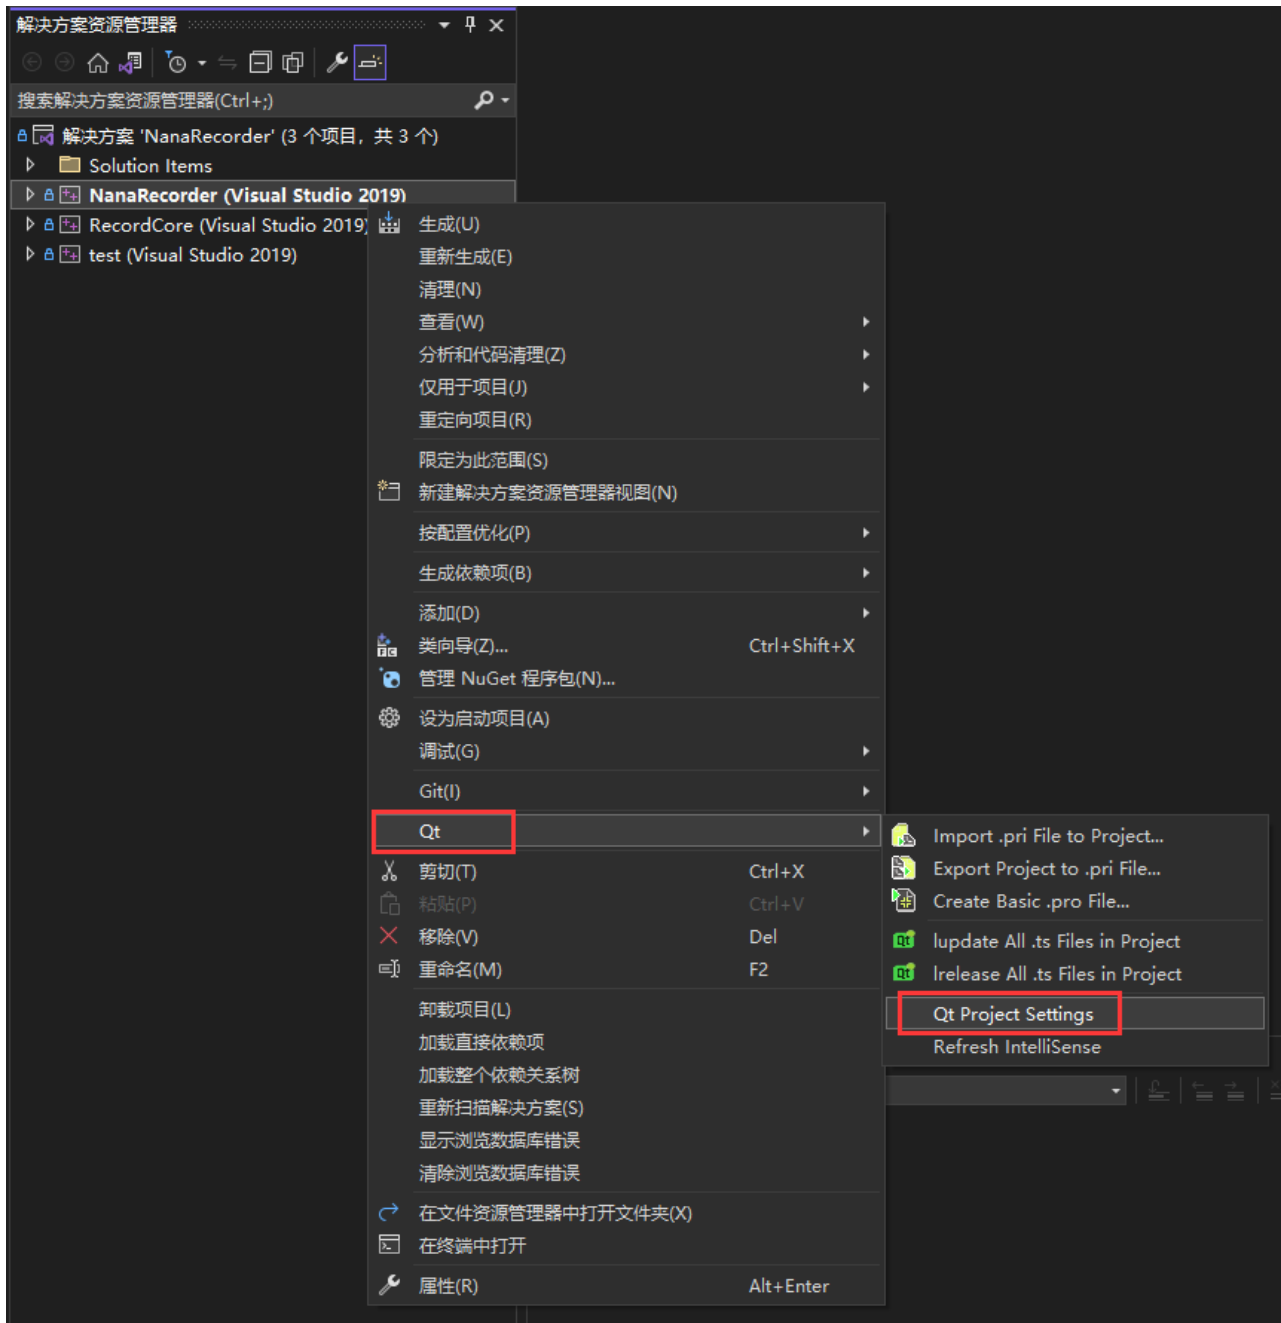 解决方案资源管理器
搜索解决方案资源管理器(Ctrl+;)
解决方案 'NanaRecorder' (3 个项目, 共 3 个)
Solution Items
NanaRecorder (Visual Studio 2019)
RecordCore (Visual Studio 2019)
test (Visual Studio 2019)
生成(U)
重新生成(E)
清理(N)
查看(W)
分析和代码清理(Z)
仅用于项目(J)
重定向项目(R)
限定为此范围(S)
新建解决方案资源管理器视图(N)
按配置优化(P)
生成依赖项(B)
添加(D)
类向导(Z)... Ctrl+Shift+X
管理 NuGet 程序包(N)...
设为启动项目(A)
调试(G)
Git(I)
Qt
剪切(T) Ctrl+X
粘贴(P) Ctrl+V
移除(V) Del
重命名(M) F2
卸载项目(L)
加载直接依赖项
加载整个依赖关系树
重新扫描解决方案(S)
显示浏览数据库错误
清除浏览数据库错误
在文件资源管理器中打开文件夹(X)
在终端中打开
属性(R) Alt+Enter
Import .pri File to Project...
Export Project to .pri File...
Create Basic .pro File...
lupdate All .ts Files in Project
lrelease All .ts Files in Project
Qt Project Settings
Refresh IntelliSense